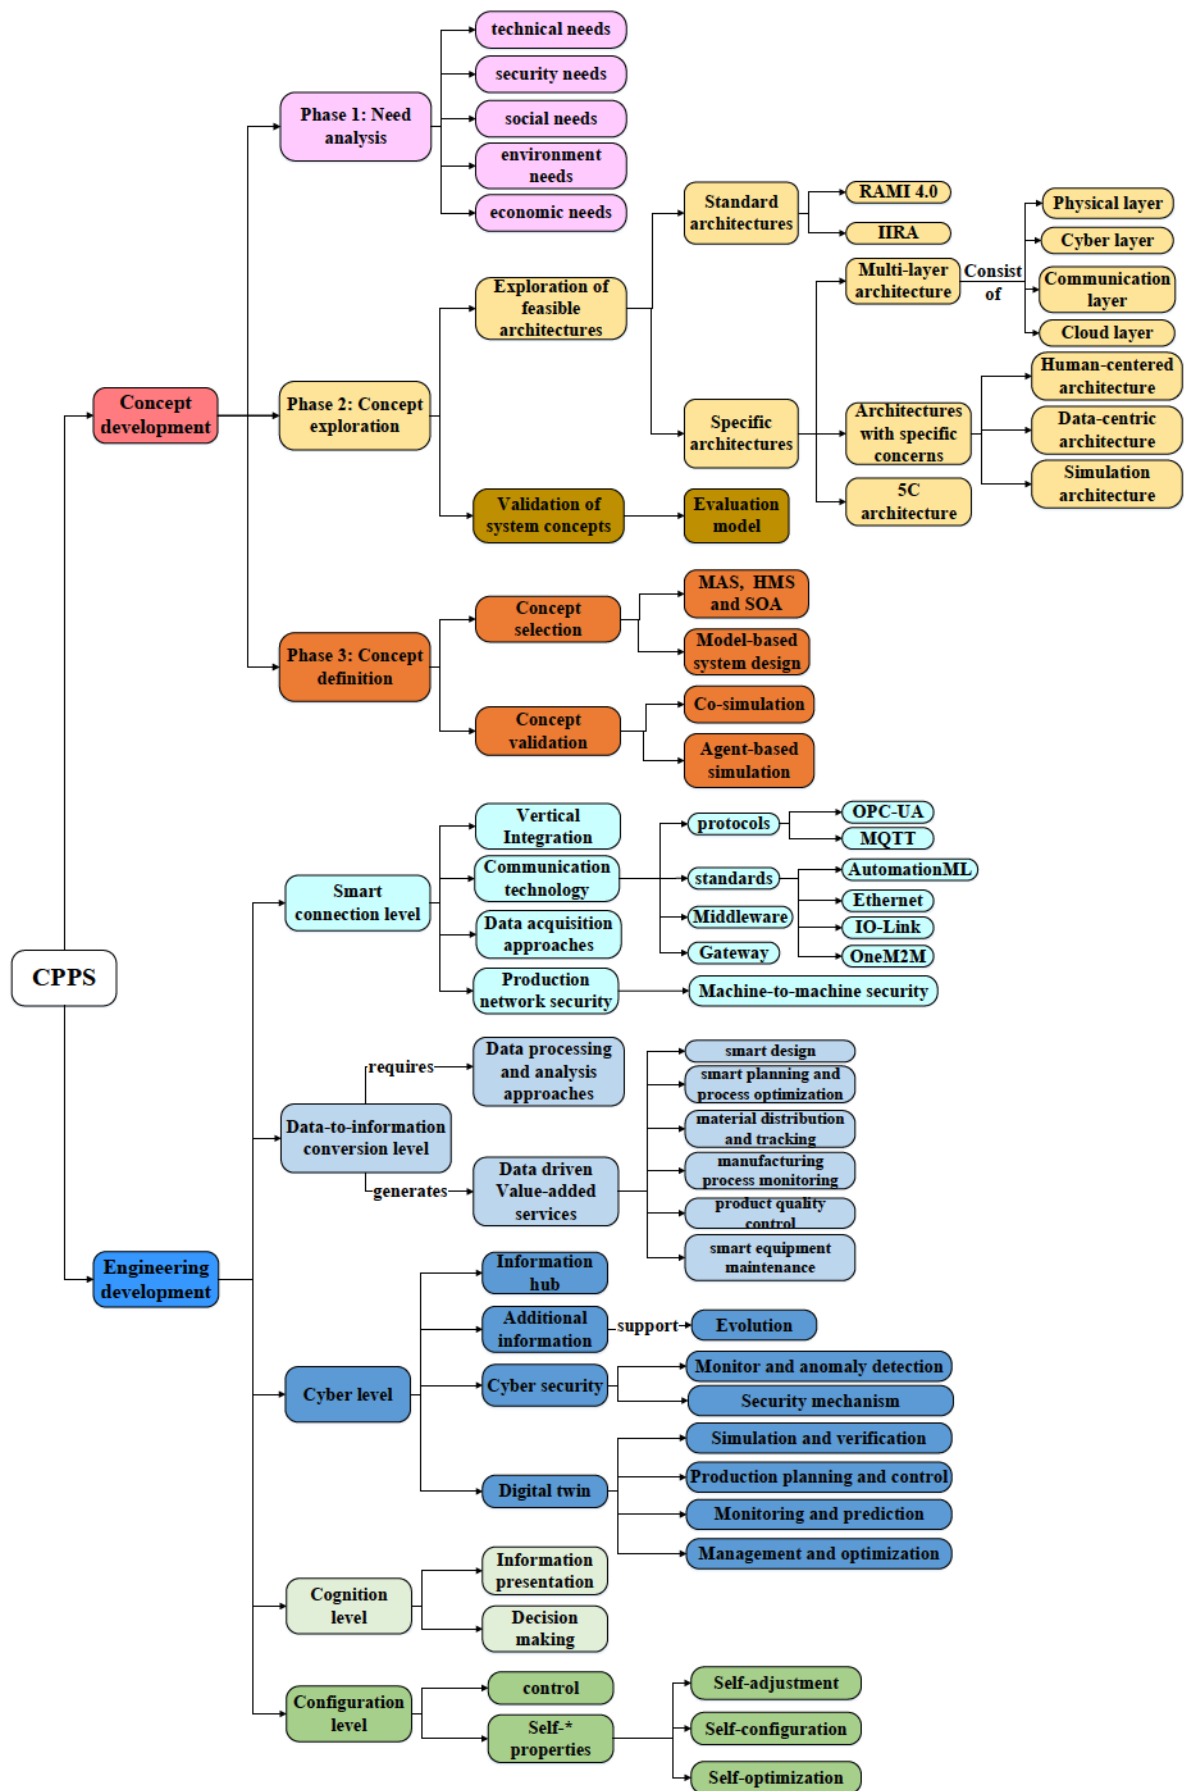 CPPS
Concept
development
Phase 1: Need
analysis
technical needs
security needs
social needs
environment
needs
economic needs
Phase 2: Concept
exploration
Exploration of
feasible
architectures
Standard
architectures
RAMI 4.0
IIRA
Specific
architectures
Multi-layer
architecture
Consist
of
Physical layer
Cyber layer
Communication
layer
Cloud layer
Architectures
with specific
concerns
Human-centered
architecture
Data-centric
architecture
Simulation
architecture
5C
architecture
Validation of
system concepts
Evaluation
model
Phase 3: Concept
definition
Concept
selection
MAS, HMS
and SOA
Model-based
system design
Concept
validation
Co-simulation
Agent-based
simulation
Engineering
development
Smart
connection level
Vertical
Integration
Communication
technology
protocols
OPC-UA
MQTT
standards
AutomationML
Ethernet
IO-Link
OneM2M
Middleware
Gateway
Data acquisition
approaches
Production
network security
Machine-to-machine security
Data-to-information
conversion level
requires
Data processing
and analysis
approaches
generates
Data driven
Value-added
services
smart design
smart planning and
process optimization
material distribution
and tracking
manufacturing
process monitoring
product quality
control
smart equipment
maintenance
Cyber level
Information
hub
Additional
information
support
Evolution
Cyber security
Monitor and anomaly detection
Security mechanism
Digital twin
Simulation and verification
Production planning and control
Monitoring and prediction
Management and optimization
Cognition
level
Information
presentation
Decision
making
Configuration
level
control
Self-*
properties
Self-adjustment
Self-configuration
Self-optimization